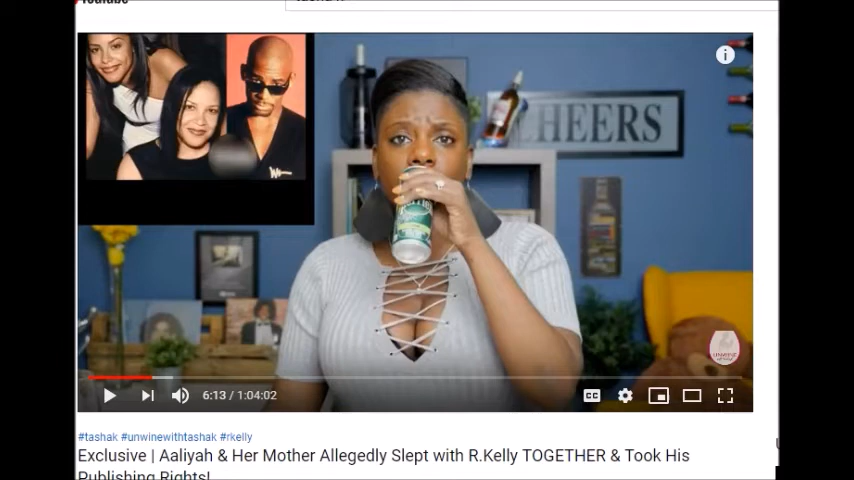 CHEERS
6:13 / 1:04:02
CC
#tashak #unwinewithtashak #rkelly
Exclusive | Aaliyah & Her Mother Allegedly Slept with R.Kelly TOGETHER & Took His
Publishing Rights!